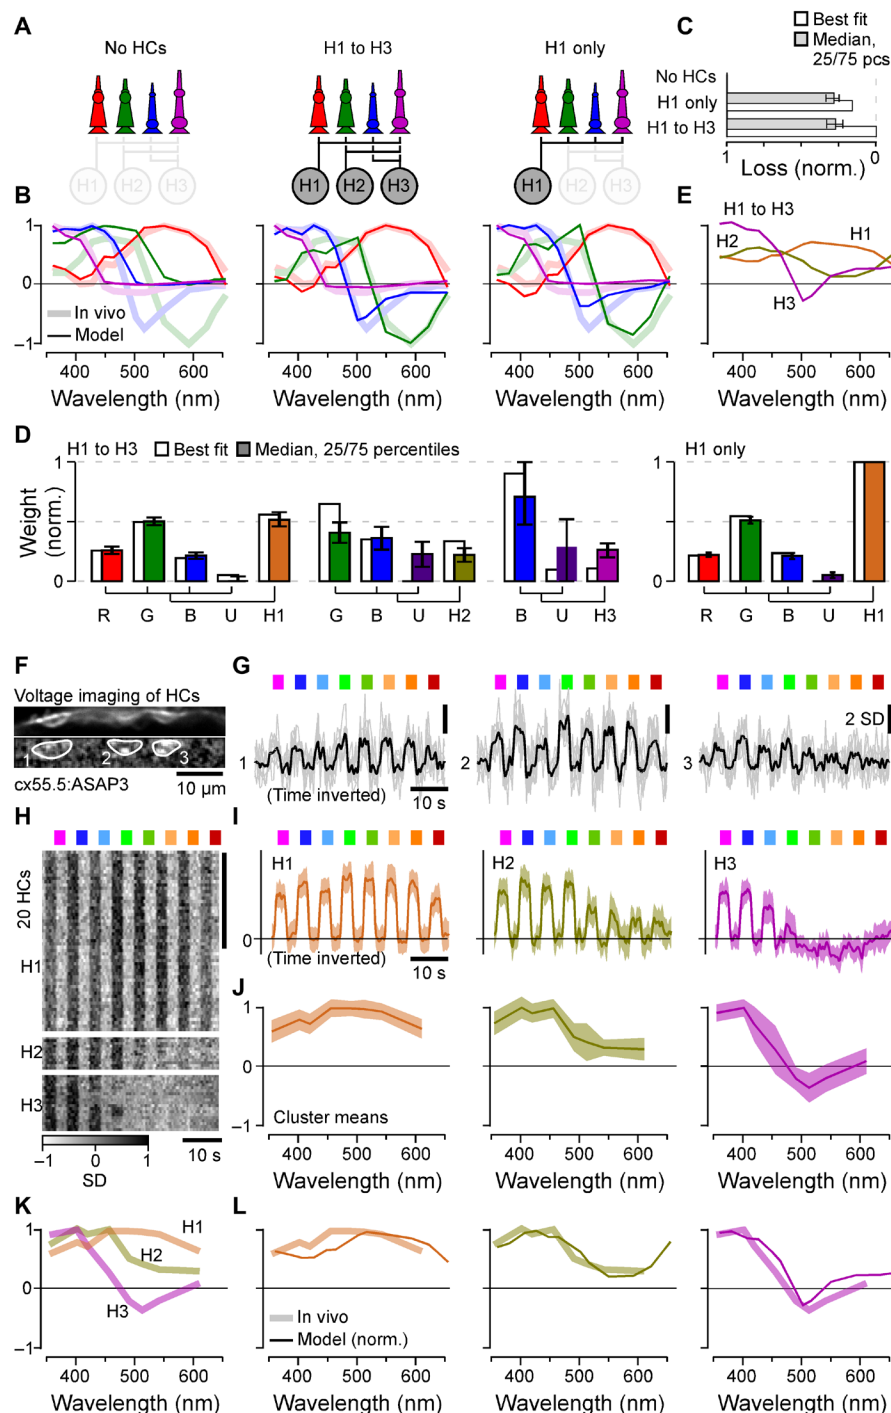 A
No HCs
H1 to H3
H1 only
H1 H2 H3
H1 H2 H3
H1 H2 H3
C
Best fit
Median,
25/75 pcs
No HCs
H1 only
H1 to H3
1 0
Loss (norm.)
B
1
0
−1
In vivo
Model
400 500 600
Wavelength (nm)
400 500 600
Wavelength (nm)
400 500 600
Wavelength (nm)
E
H1 to H3
H2
H1
H3
400 500 600
Wavelength (nm)
D
H1 to H3
Best fit
Median, 25/75 percentiles
H1 only
Weight
(norm.)
1
0
R G B U H1
G B U H2
B U H3
1
0
R G B U H1
F
Voltage imaging of HCs
1 2 3
10 µm
cx55.5:ASAP3
G
1
(Time inverted)
10 s
2
3
2 SD
H
20 HCs
H1
H2
H3
−1 0 1
SD
10 s
I
H1
0
(Time inverted)
10 s
H2
H3
J
1
0
−1
Cluster means
400 500 600
Wavelength (nm)
400 500 600
Wavelength (nm)
400 500 600
Wavelength (nm)
K
1
0
−1
H1
H2
H3
400 500 600
Wavelength (nm)
L
In vivo
Model (norm.)
400 500 600
Wavelength (nm)
400 500 600
Wavelength (nm)
400 500 600
Wavelength (nm)